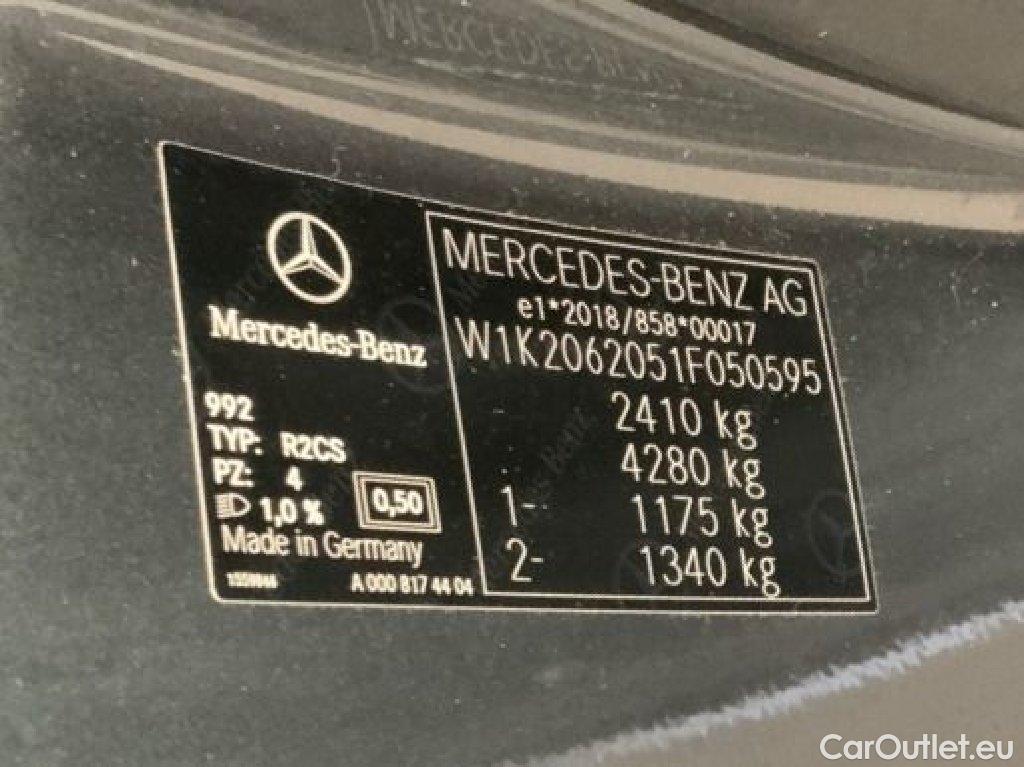 Mercedes-Benz
992
TYP: R2CS
PZ: 4
1,0 %
0,50
Made in Germany
A 000 817 44 04
MERCEDES-BENZ AG
e1*2018/858*00017
W1K2062051F050595
2410 kg
4280 kg
1- 1175 kg
2- 1340 kg
CarOutlet.eu